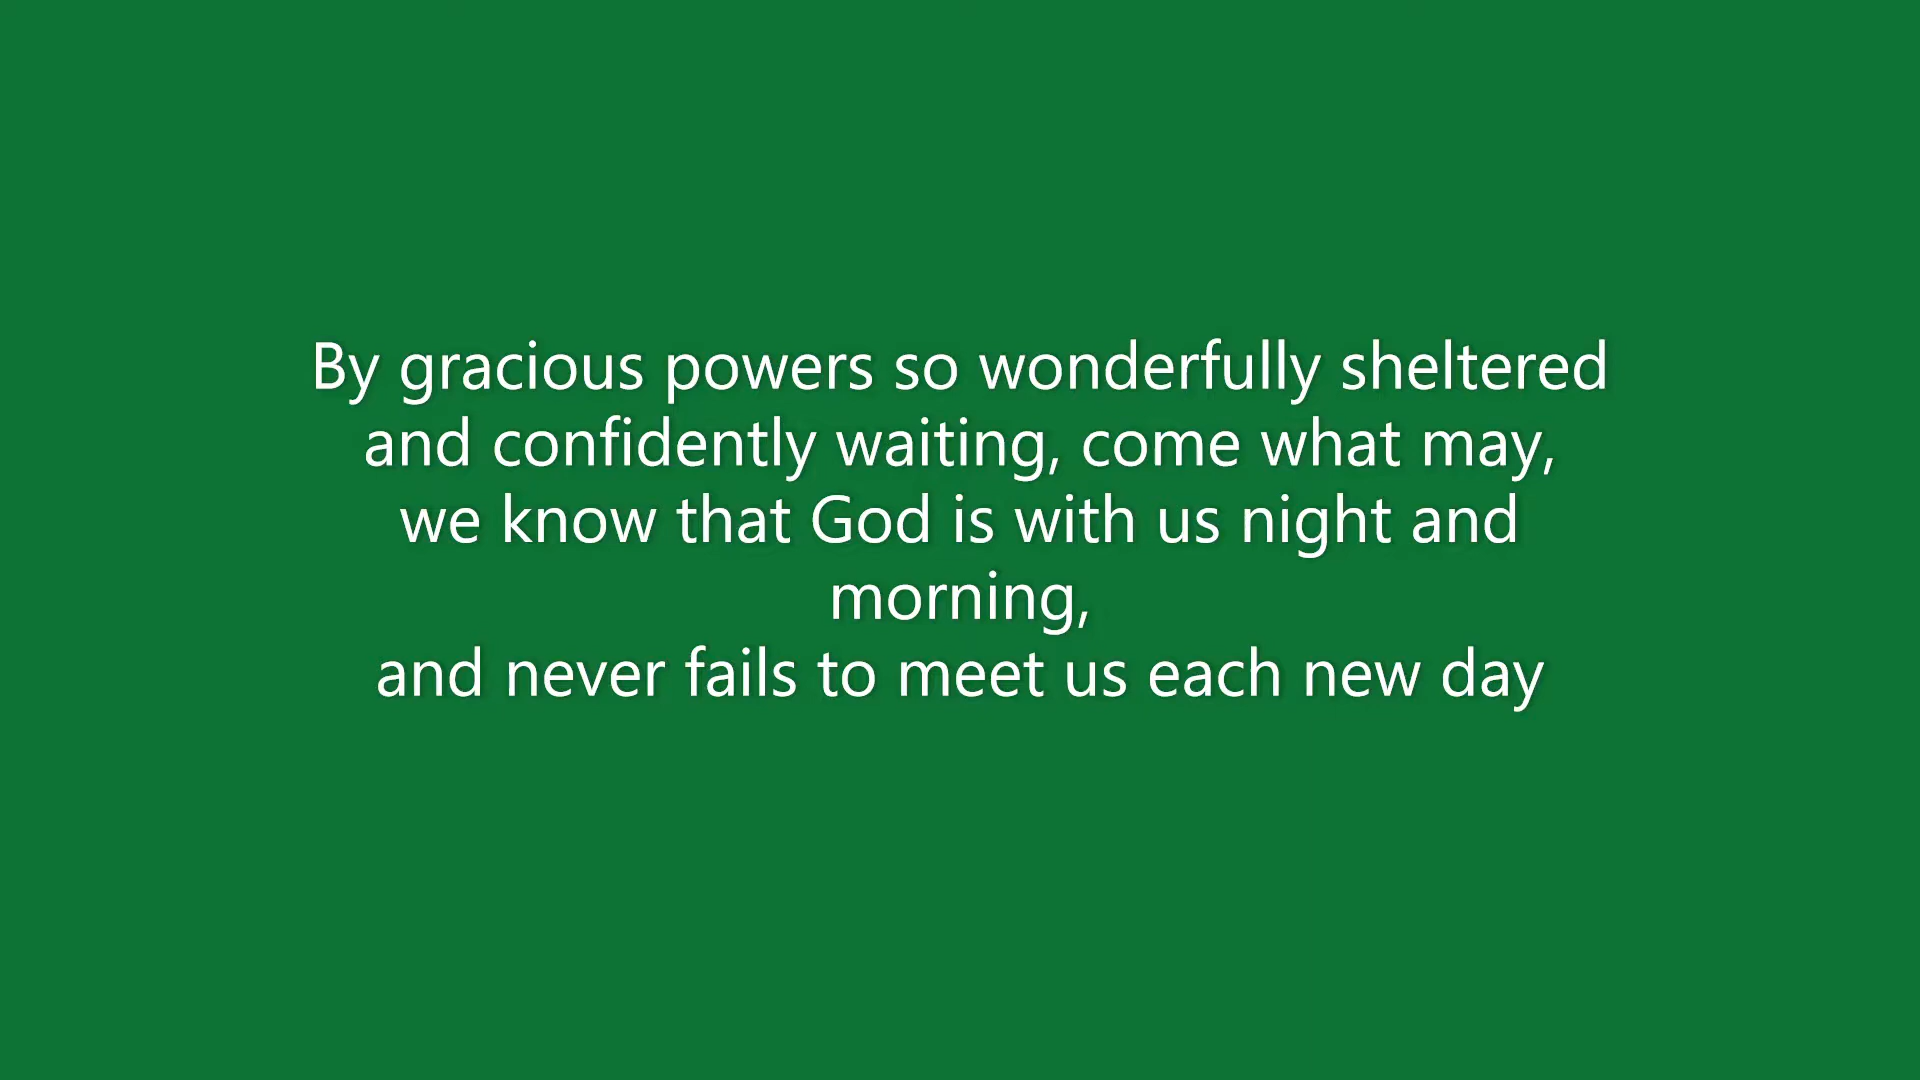 By gracious powers so wonderfully sheltered
and confidently waiting, come what may,
we know that God is with us night and
morning,
and never fails to meet us each new day